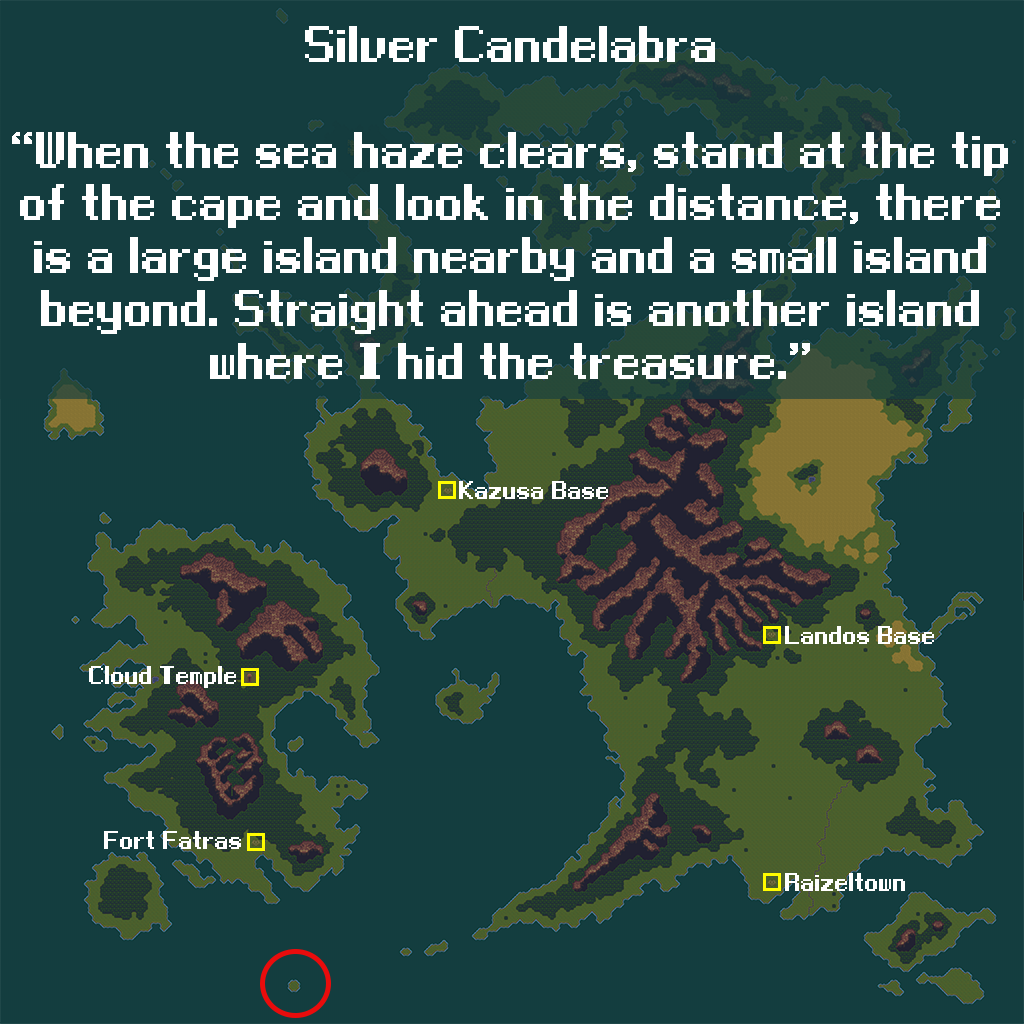 Silver Candelabra
“When the sea haze clears, stand at the tip
of the cape and look in the distance, there
is a large island nearby and a small island
beyond. Straight ahead is another island
where I hid the treasure.”
Kazusa Base
Landos Base
Cloud Temple
Fort Fatras
Raizeltown